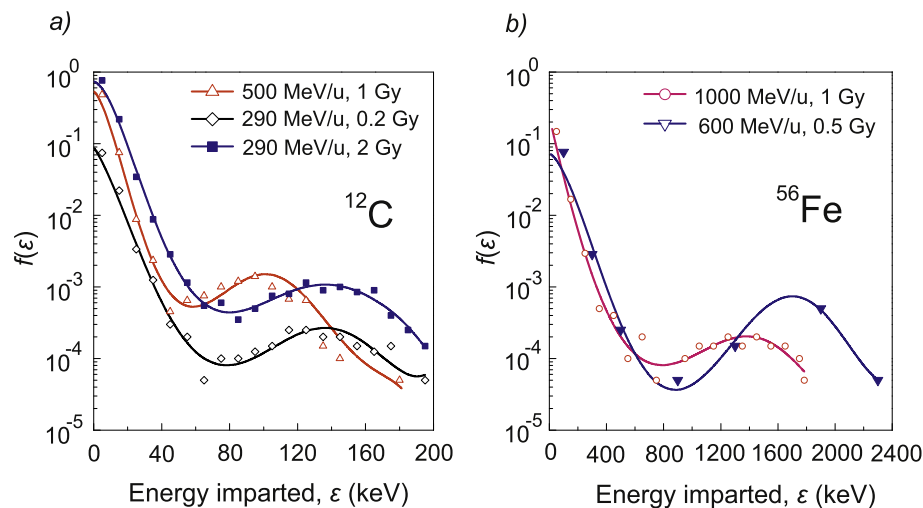 a)
10^0
10^-1
10^-2
10^-3
10^-4
10^-5
f(ε)
500 MeV/u, 1 Gy
290 MeV/u, 0.2 Gy
290 MeV/u, 2 Gy
^12C
0 40 80 120 160 200
Energy imparted, ε (keV)
b)
10^0
10^-1
10^-2
10^-3
10^-4
10^-5
f(ε)
1000 MeV/u, 1 Gy
600 MeV/u, 0.5 Gy
^56Fe
0 400 800 1200 1600 2000 2400
Energy imparted, ε (keV)